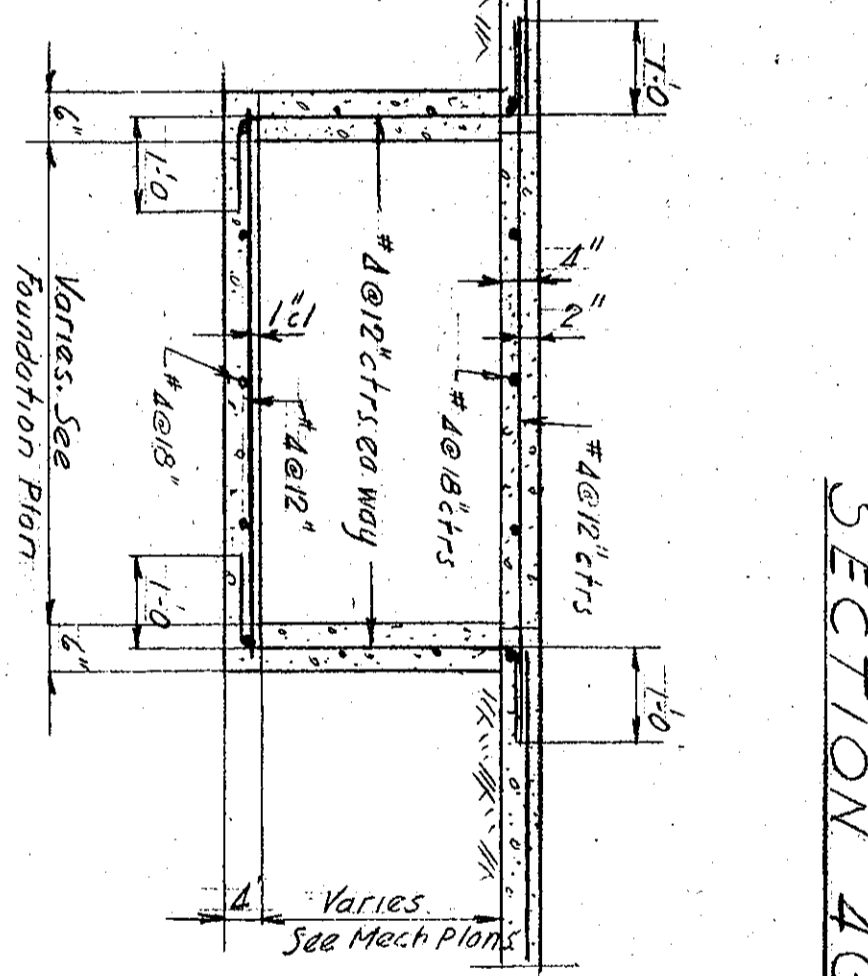 SECTION 40
1'-0
1'-0
4"
2"
#4@12" ctrs
#4@18" ctrs
#4@12" ctrs ea way
1" cl
#4@12"
#4@18"
1'-0
1'-0
6"
Varies. See
Foundation Plan
6"
4"
Varies.
See Mech Plans